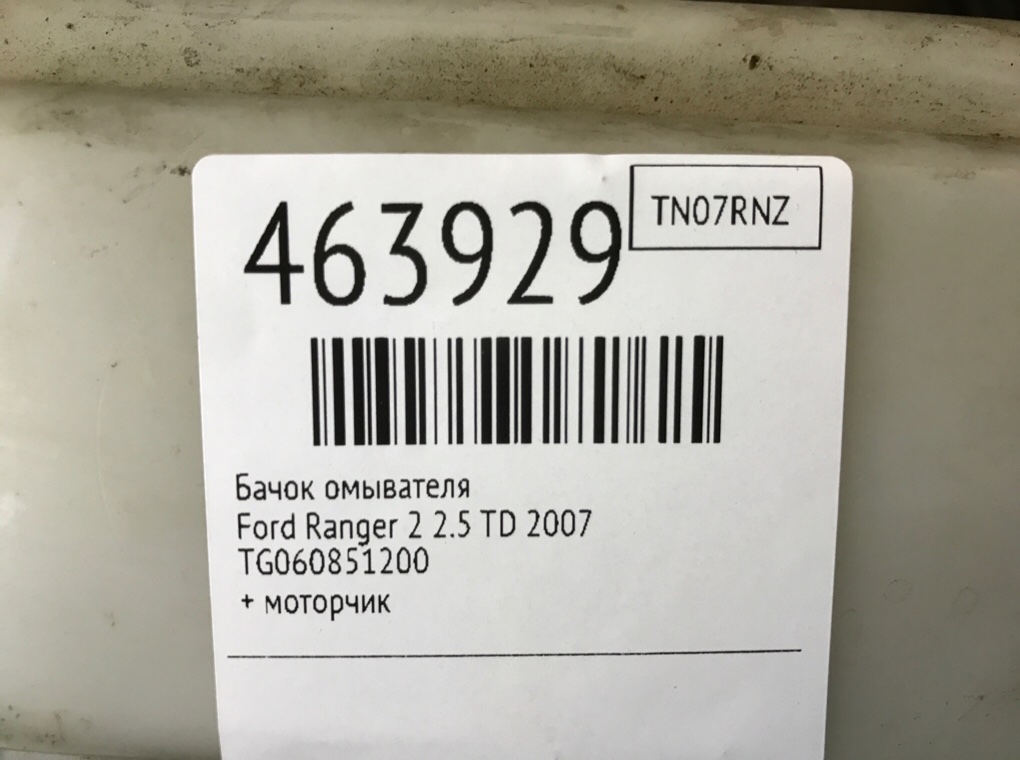 463929
TN07RNZ
Бачок омывателя
Ford Ranger 2 2.5 TD 2007
TG060851200
+ моторчик